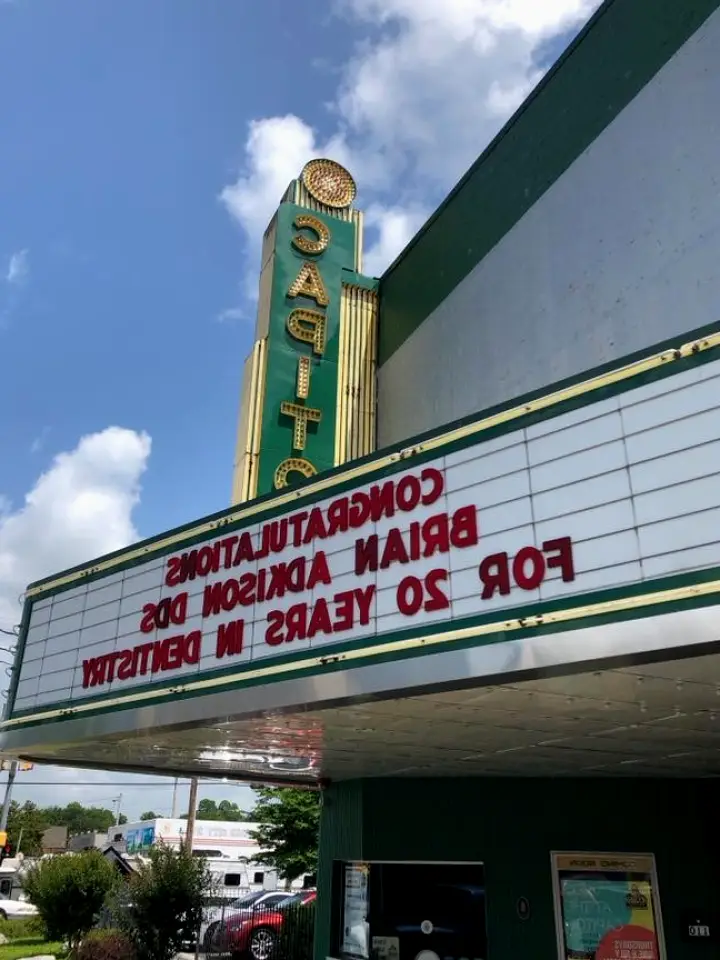 CAPITO
CONGRATULATIONS
BRIAN ADKISON DDS
FOR 20 YEARS IN DENTISTRY